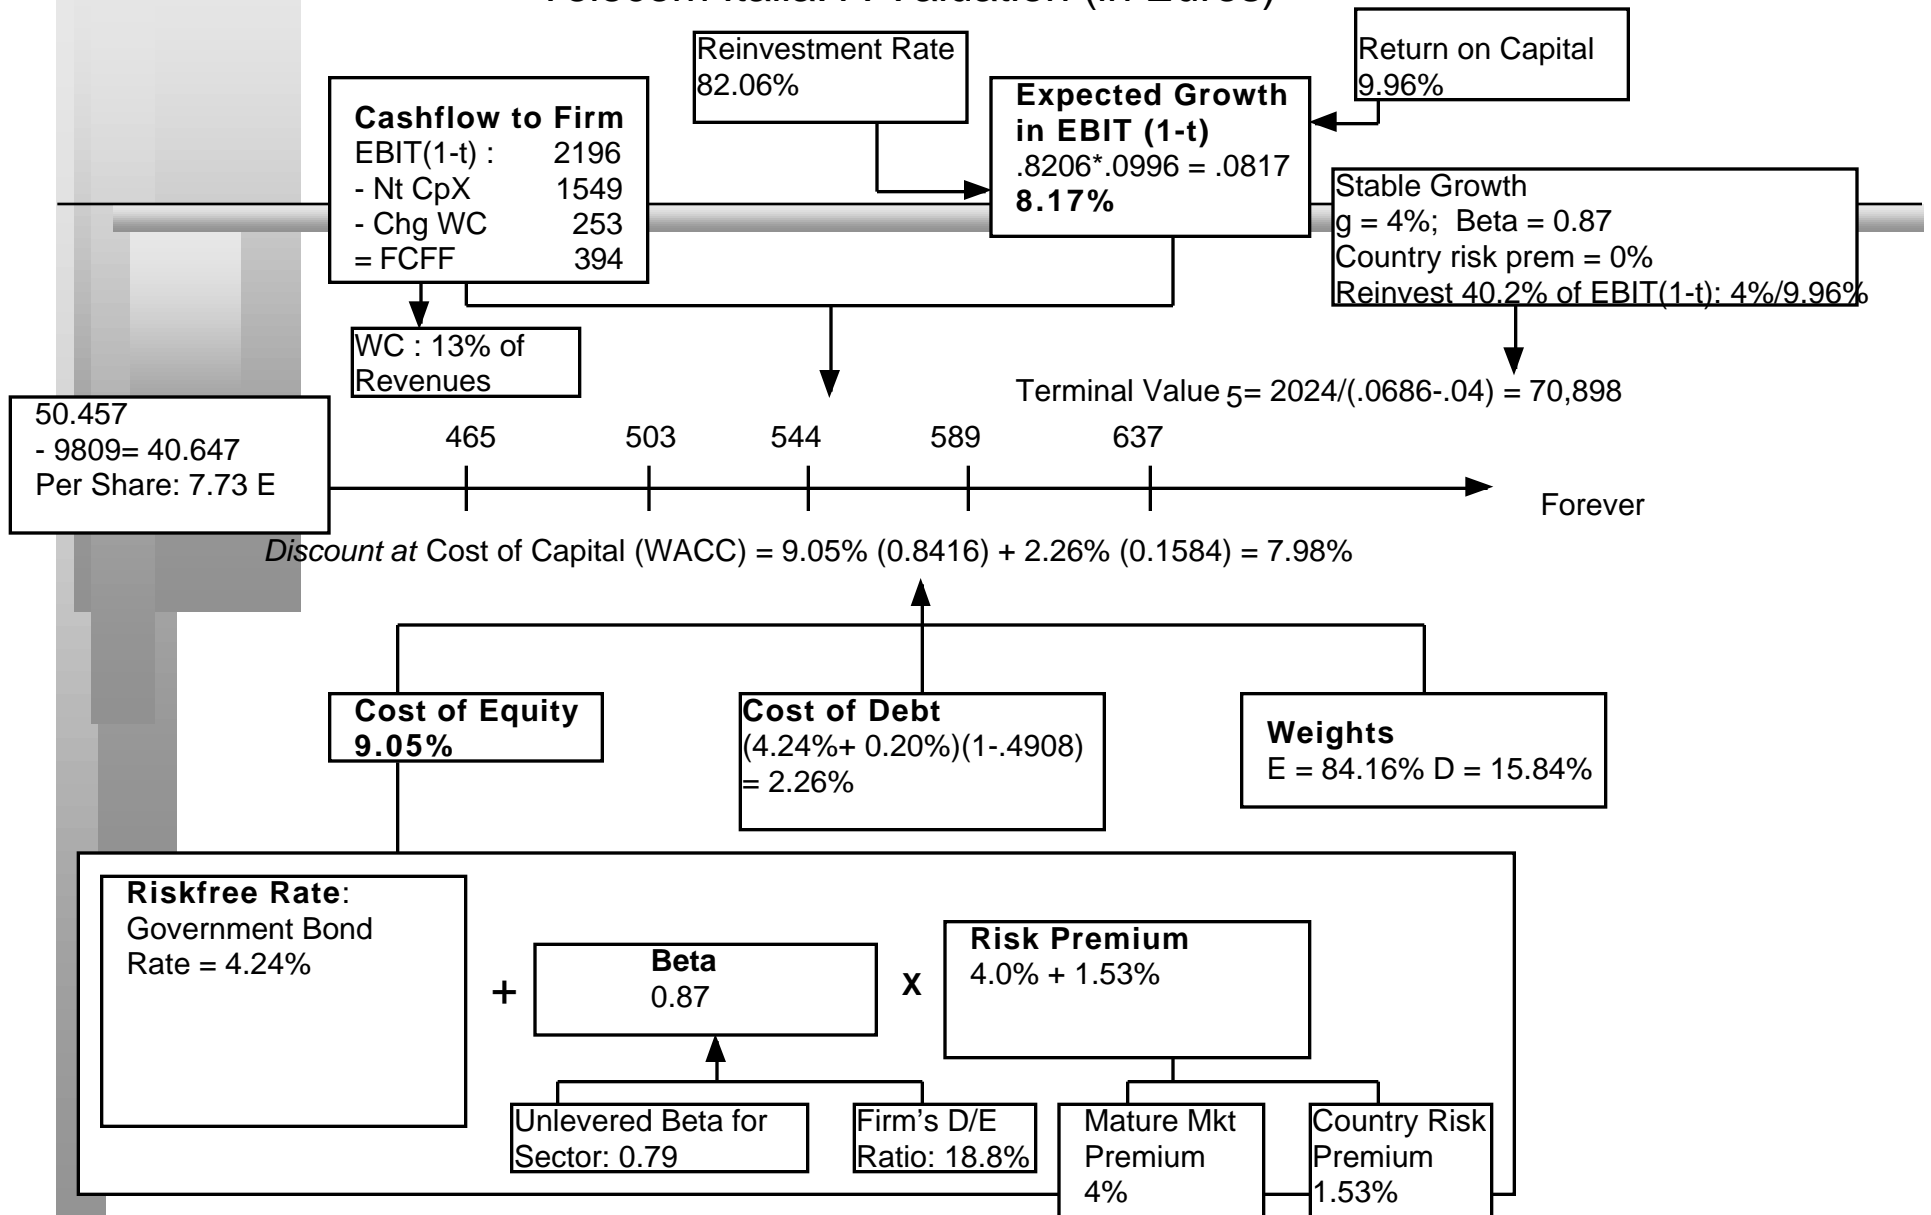 Telecom Italia: A Valuation (in Euros)
Reinvestment Rate
82.06%
Return on Capital
9.96%
Cashflow to Firm
EBIT(1-t) : 2196
- Nt CpX 1549
- Chg WC 253
= FCFF 394
Expected Growth
in EBIT (1-t)
.8206*.0996 = .0817
8.17%
Stable Growth
g = 4%; Beta = 0.87
Country risk prem = 0%
Reinvest 40.2% of EBIT(1-t): 4%/9.96%
WC : 13% of
Revenues
Terminal Value 5= 2024/(.0686-.04) = 70,898
50.457
- 9809= 40.647
Per Share: 7.73 E
465 503 544 589 637
Forever
Discount at Cost of Capital (WACC) = 9.05% (0.8416) + 2.26% (0.1584) = 7.98%
Cost of Equity
9.05%
Cost of Debt
(4.24%+ 0.20%)(1-.4908)
= 2.26%
Weights
E = 84.16% D = 15.84%
Riskfree Rate:
Government Bond
Rate = 4.24%
+
Beta
0.87
X
Risk Premium
4.0% + 1.53%
Unlevered Beta for
Sector: 0.79
Firm’s D/E
Ratio: 18.8%
Mature Mkt
Premium
4%
Country Risk
Premium
1.53%